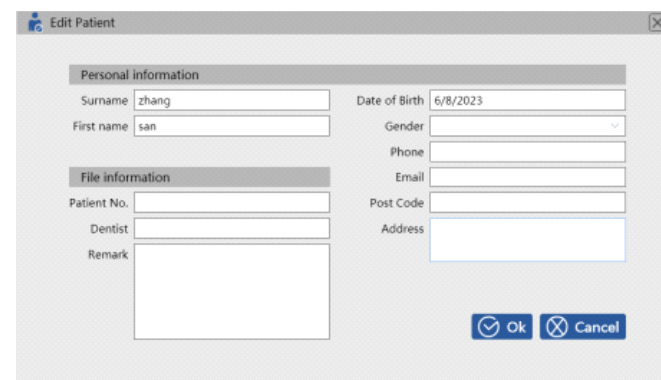 Edit Patient
Personal information
Surname zhang
First name san
Date of Birth 6/8/2023
Gender
Phone
Email
Post Code
Address
File information
Patient No.
Dentist
Remark
Ok
Cancel